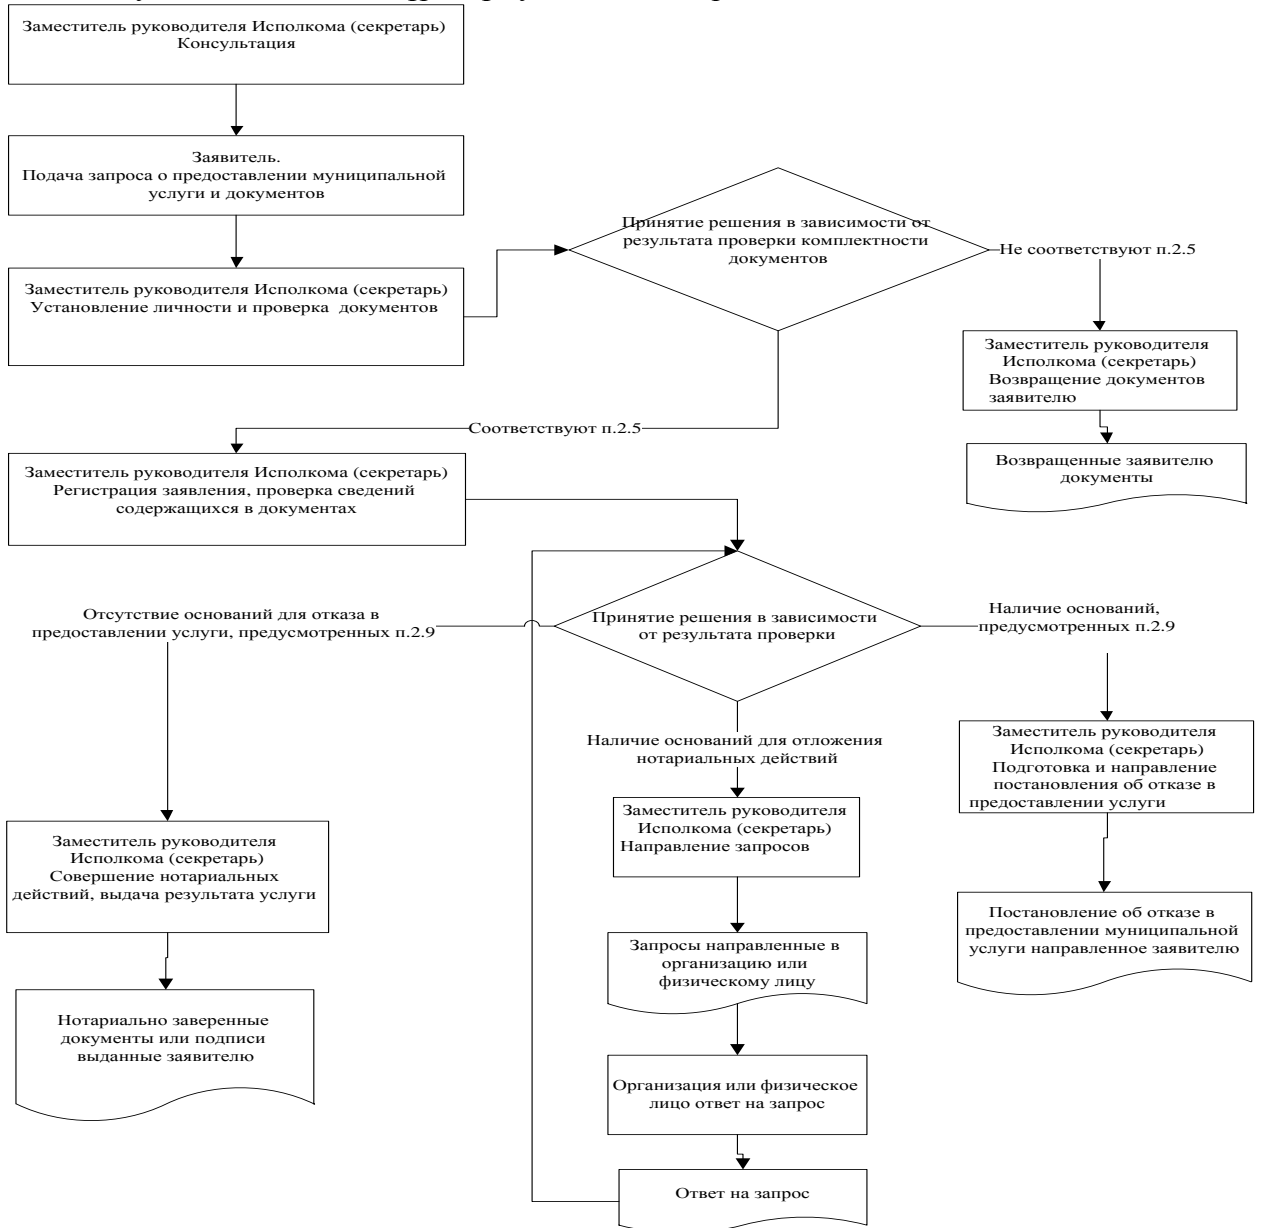 Заместитель руководителя Исполкома (секретарь)
Консультация
Заявитель.
Подача запроса о предоставлении муниципальной
услуги и документов
Заместитель руководителя Исполкома (секретарь)
Установление личности и проверка документов
Принятие решения в зависимости от
результата проверки комплектности
документов
Не соответствуют п.2.5
Заместитель руководителя
Исполкома (секретарь)
Возвращение документов
заявителю
Возвращенные заявителю
документы
Соответствуют п.2.5
Заместитель руководителя Исполкома (секретарь)
Регистрация заявления, проверка сведений
содержащихся в документах
Принятие решения в зависимости
от результата проверки
Отсутствие оснований для отказа в
предоставлении услуги, предусмотренных п.2.9
Наличие оснований,
предусмотренных п.2.9
Наличие оснований для отложения
нотариальных действий
Заместитель руководителя
Исполкома (секретарь)
Совершение нотариальных
действий, выдача результата услуги
Нотариально заверенные
документы или подписи
выданные заявителю
Заместитель руководителя
Исполкома (секретарь)
Направление запросов
Запросы направленные в
организацию или
физическому лицу
Организация или физическое
лицо ответ на запрос
Ответ на запрос
Заместитель руководителя
Исполкома (секретарь)
Подготовка и направление
постановления об отказе в
предоставлении услуги
Постановление об отказе в
предоставлении муниципальной
услуги направленное заявителю